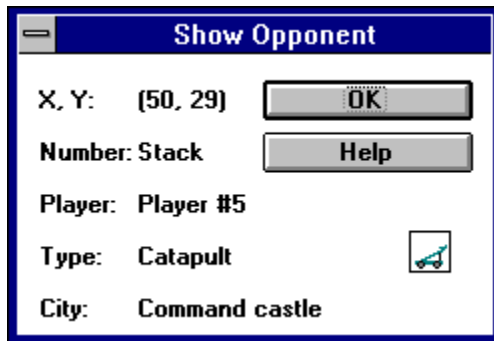 Show Opponent
X, Y: (50, 29) OK
Number: Stack Help
Player: Player #5
Type: Catapult
City: Command castle